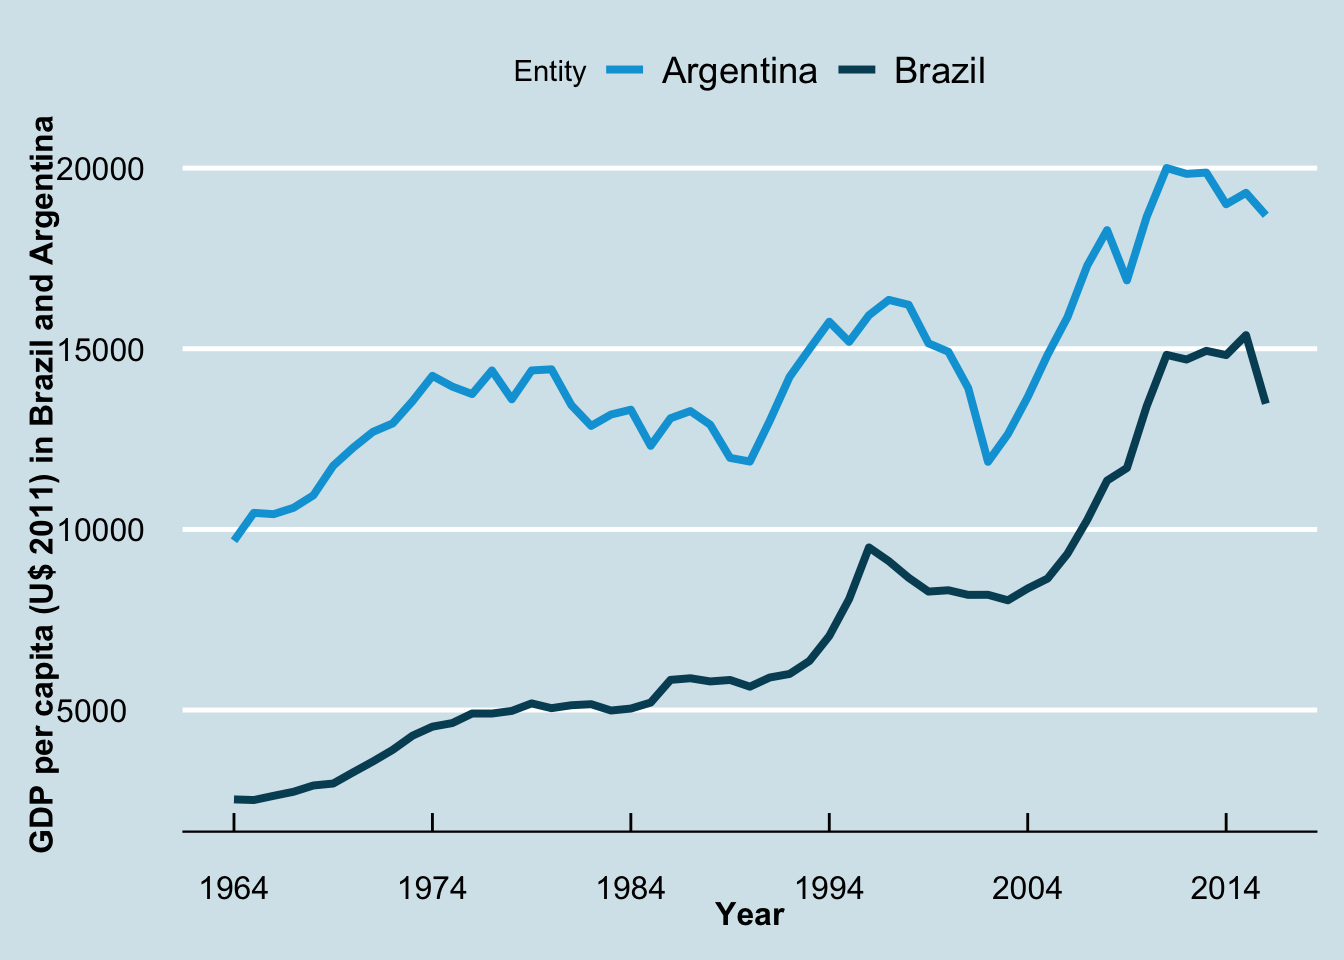 Entity Argentina Brazil
GDP per capita (U$ 2011) in Brazil and Argentina
20000
15000
10000
5000
1964 1974 1984 1994 2004 2014
Year